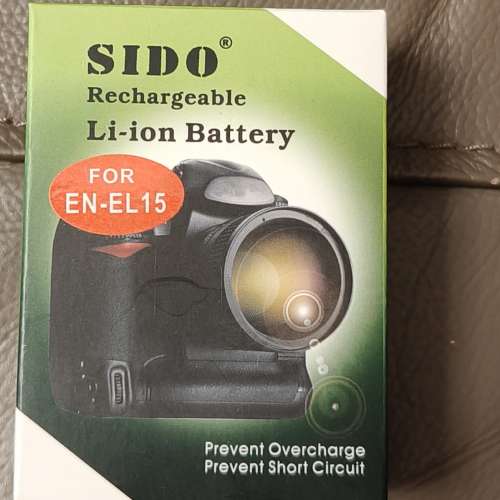 SIDO®
Rechargeable
Li-ion Battery
FOR
EN-EL15
Prevent Overcharge
Prevent Short Circuit